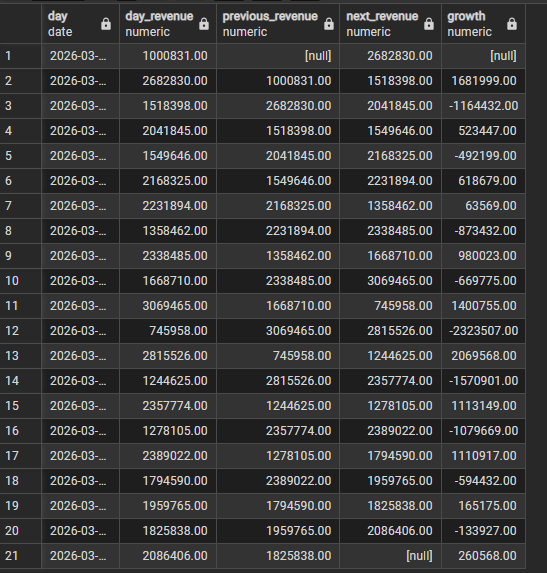 day day_revenue previous_revenue next_revenue growth
date numeric numeric numeric numeric
1 2026-03-... 1000831.00 [null] 2682830.00 [null]
2 2026-03-... 2682830.00 1000831.00 1518398.00 1681999.00
3 2026-03-... 1518398.00 2682830.00 2041845.00 -1164432.00
4 2026-03-... 2041845.00 1518398.00 1549646.00 523447.00
5 2026-03-... 1549646.00 2041845.00 2168325.00 -492199.00
6 2026-03-... 2168325.00 1549646.00 2231894.00 618679.00
7 2026-03-... 2231894.00 2168325.00 1358462.00 63569.00
8 2026-03-... 1358462.00 2231894.00 2338485.00 -873432.00
9 2026-03-... 2338485.00 1358462.00 1668710.00 980023.00
10 2026-03-... 1668710.00 2338485.00 3069465.00 -669775.00
11 2026-03-... 3069465.00 1668710.00 745958.00 1400755.00
12 2026-03-... 745958.00 3069465.00 2815526.00 -2323507.00
13 2026-03-... 2815526.00 745958.00 1244625.00 2069568.00
14 2026-03-... 1244625.00 2815526.00 2357774.00 -1570901.00
15 2026-03-... 2357774.00 1244625.00 1278105.00 1113149.00
16 2026-03-... 1278105.00 2357774.00 2389022.00 -1079669.00
17 2026-03-... 2389022.00 1278105.00 1794590.00 1110917.00
18 2026-03-... 1794590.00 2389022.00 1959765.00 -594432.00
19 2026-03-... 1959765.00 1794590.00 1825838.00 165175.00
20 2026-03-... 1825838.00 1959765.00 2086406.00 -133927.00
21 2026-03-... 2086406.00 1825838.00 [null] 260568.00